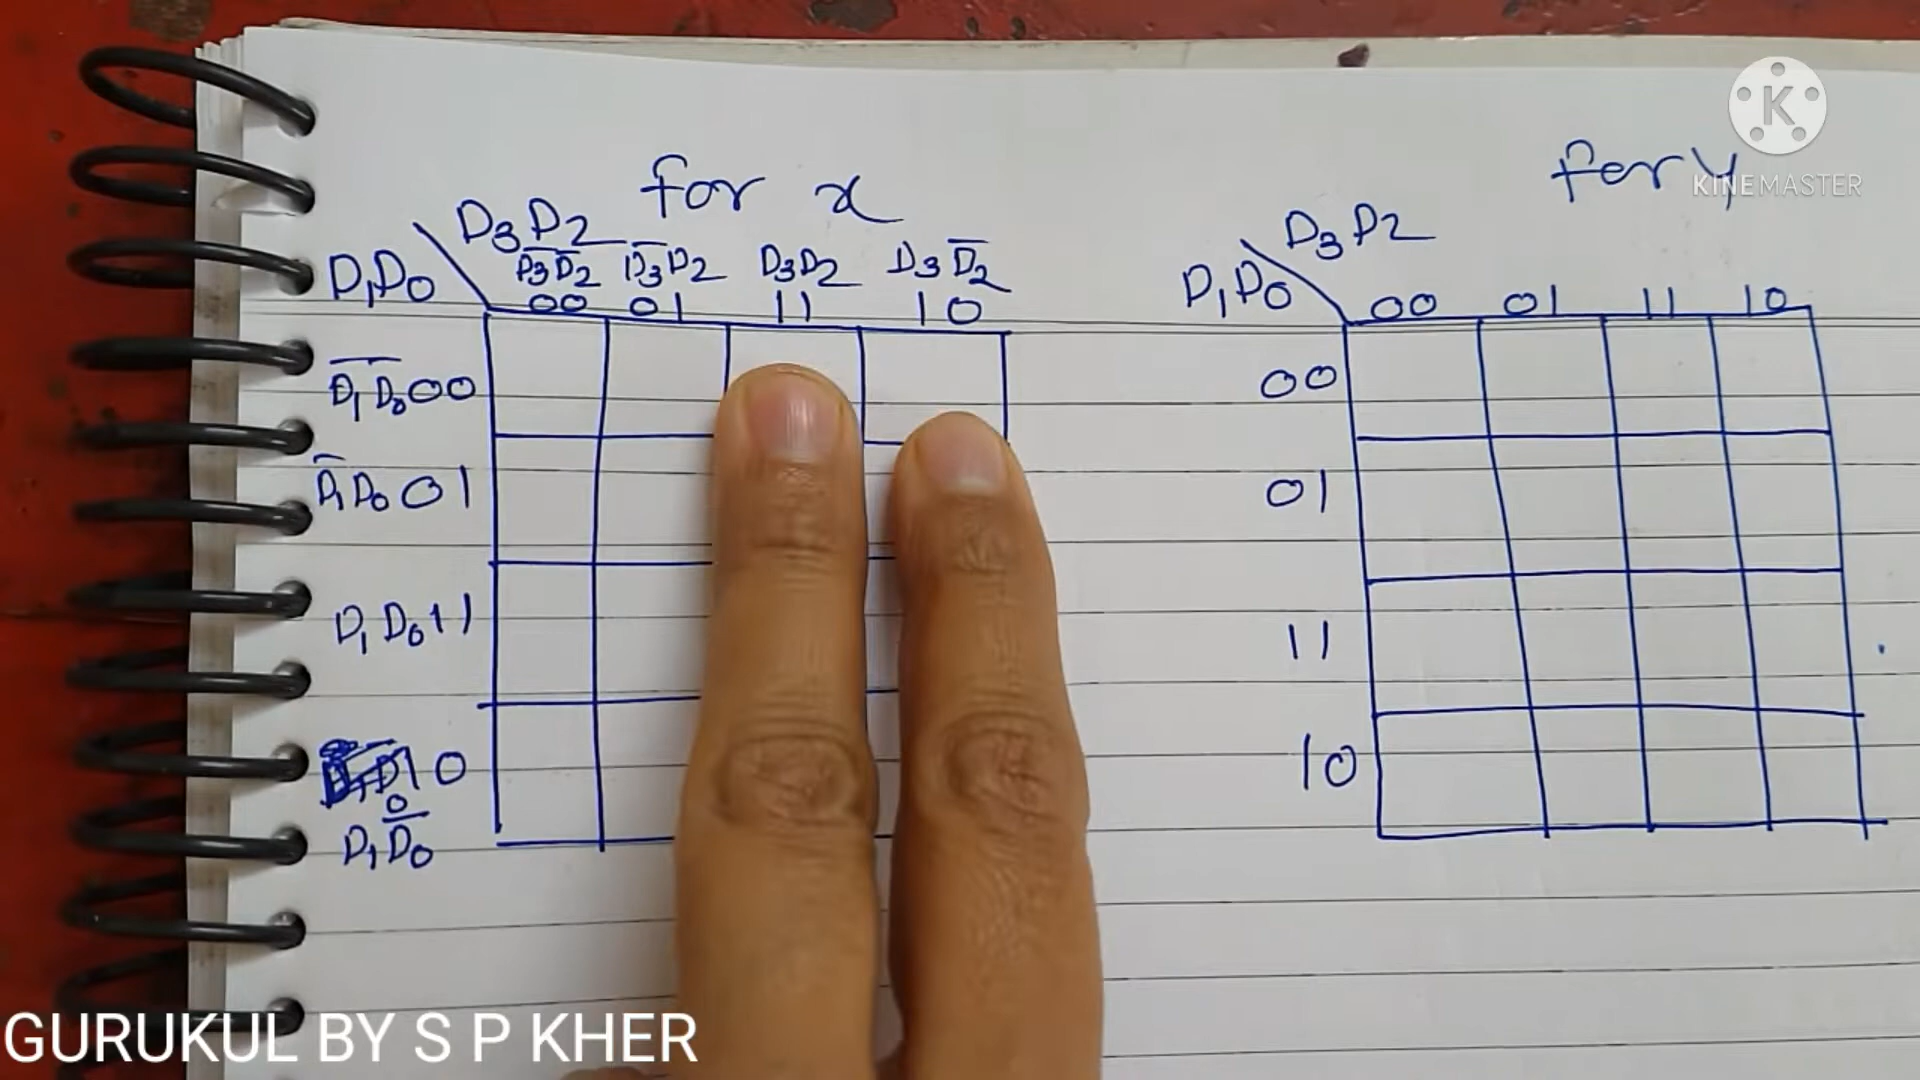 for x
D3D2
D̅3D̅2 D̅3D2 D3D2 D3D̅2
D1D0 00 01 11 10
D̅1D̅0 00
D̅1D0 01
D1D0 11
10
D1D̅0
for y
D3D2
D1D0 00 01 11 10
00
01
11
10
K
KINEMASTER
GURUKUL BY S P KHER